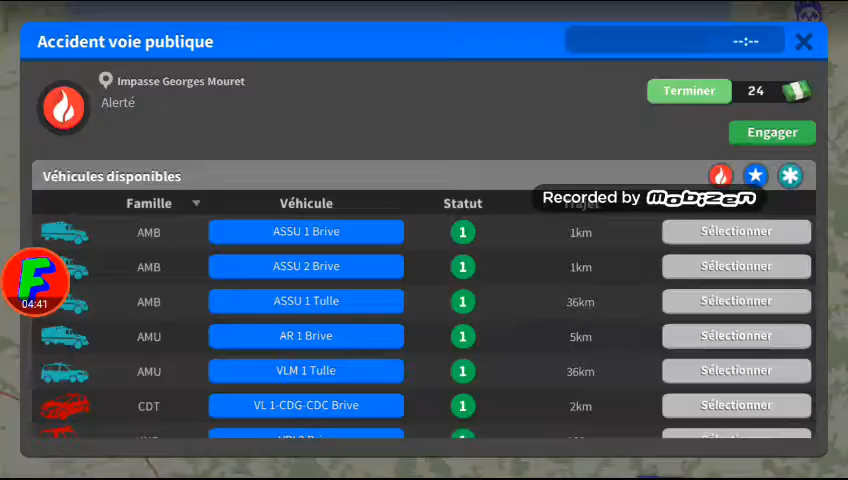 Accident voie publique
--:--
Impasse Georges Mouret
Alerté
Terminer 24
Engager
Véhicules disponibles
Famille Véhicule Statut
Recorded by mobizen
AMB ASSU 1 Brive 1 1km Sélectionner
AMB ASSU 2 Brive 1 1km Sélectionner
F
04:41
AMB ASSU 1 Tulle 1 36km Sélectionner
AMU AR 1 Brive 1 5km Sélectionner
AMU VLM 1 Tulle 1 36km Sélectionner
CDT VL 1-CDG-CDC Brive 1 2km Sélectionner